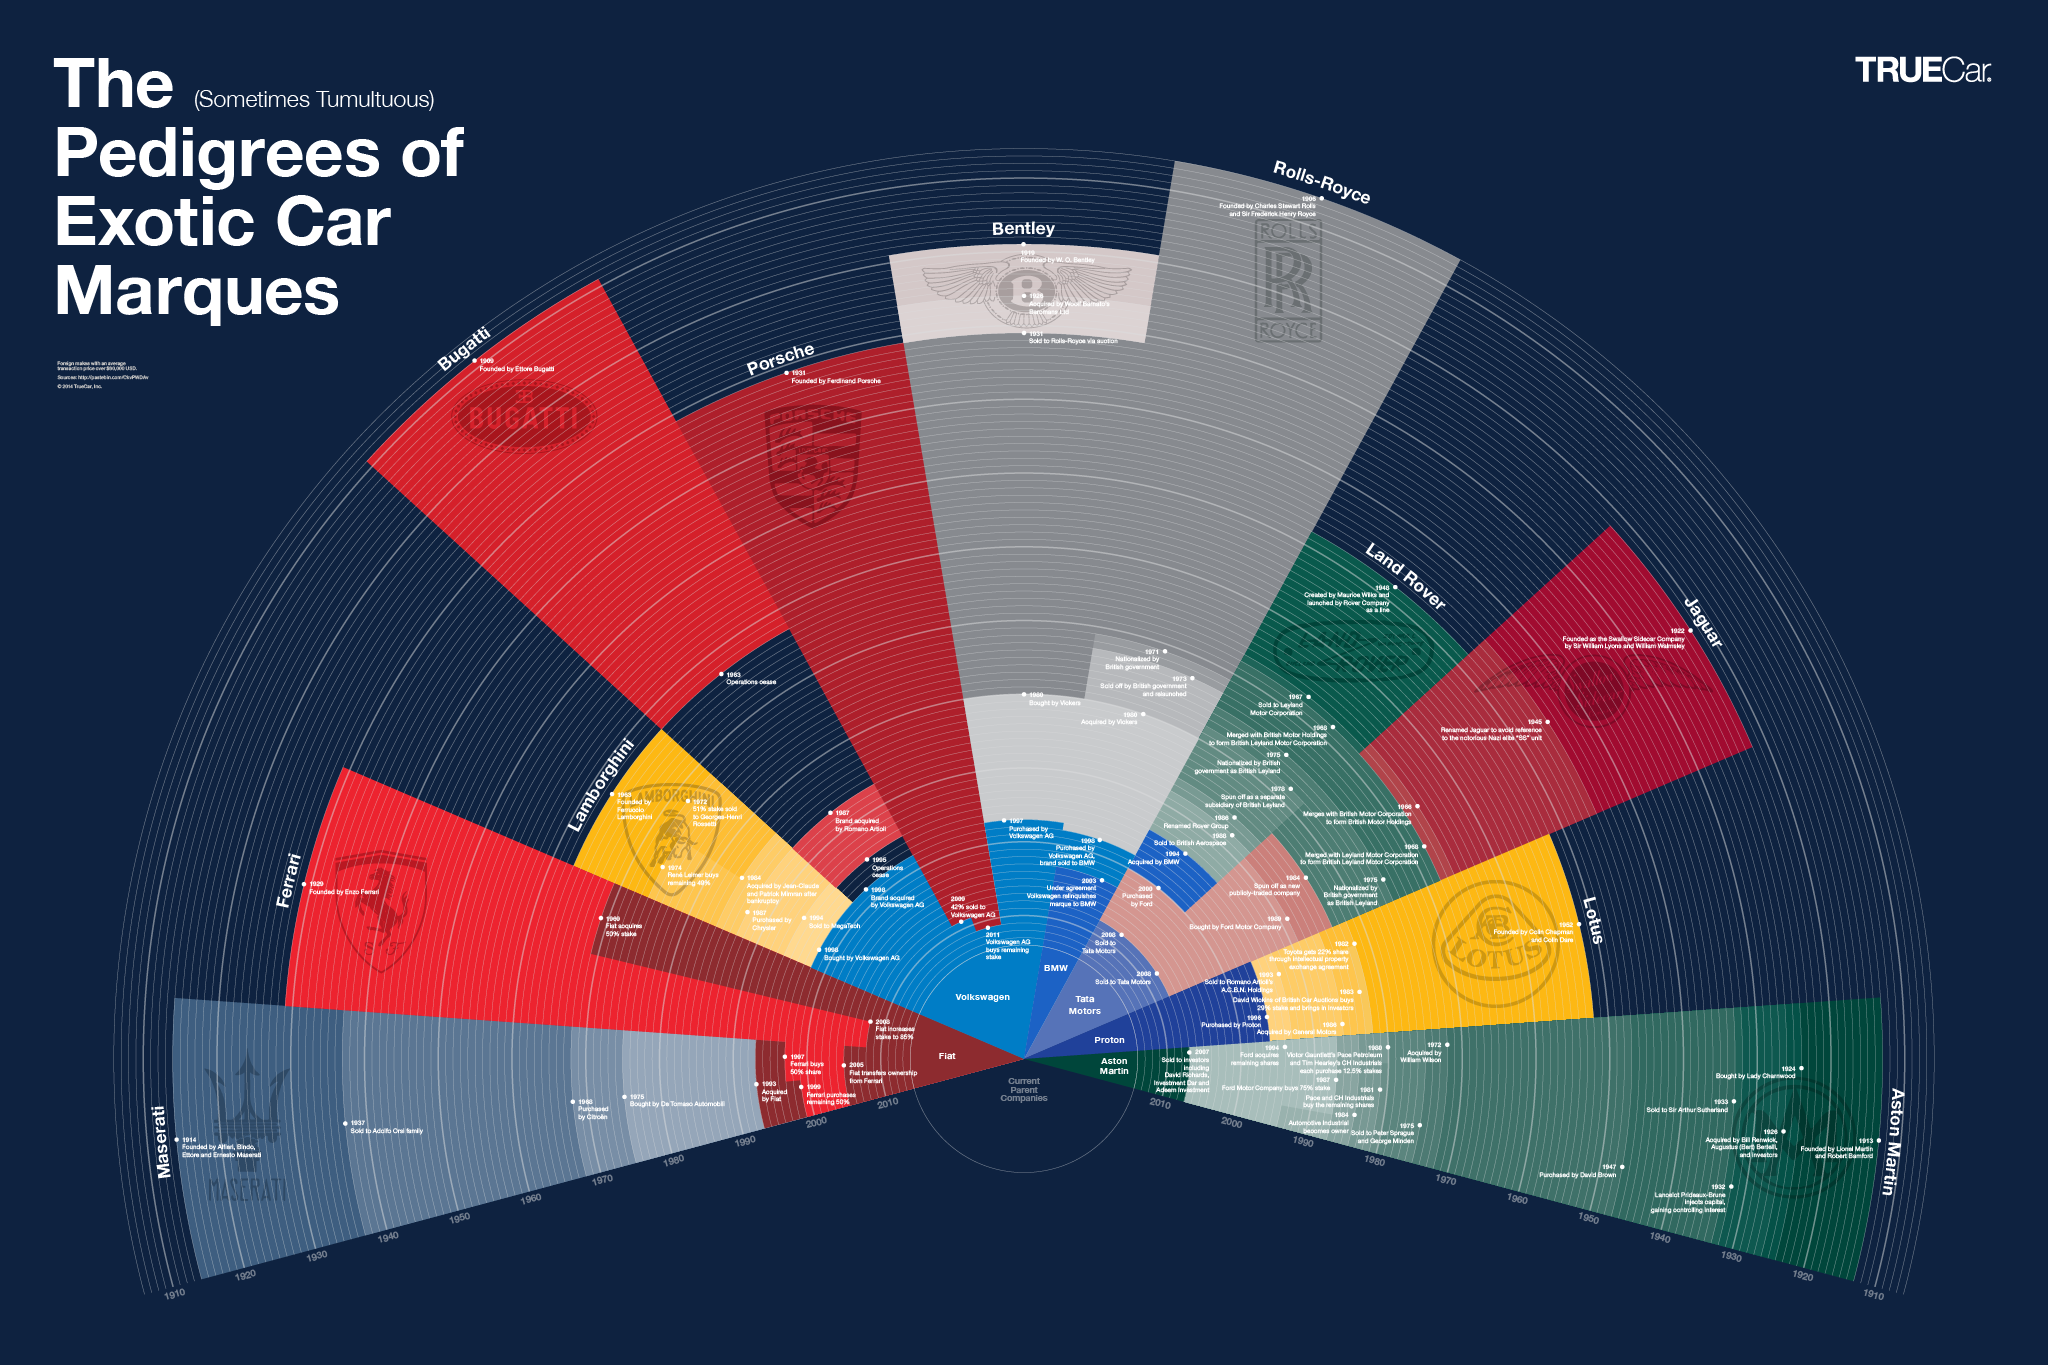 The (Sometimes Tumultuous)
Pedigrees of
Exotic Car
Marques
TRUECar.
Foreign makes with an average
transaction price over $80,000 USD.
© 2014 TrueCar, Inc.
Maserati
1914
Founded by Alfieri, Bindo,
Ettore and Ernesto Maserati
MASERATI
1937
Sold to Adolfo Orsi family
1968
Purchased
by Citroën
1975
Bought by De Tomaso Automobili
1993
Acquired
by Fiat
1997
Ferrari buys
50% share
1999
Ferrari purchases
remaining 50%
2005
Fiat transfers ownership
from Ferrari
Ferrari
1929
Founded by Enzo Ferrari
1969
Fiat acquires
50% stake
2008
Fiat increases
stake to 85%
Fiat
Lamborghini
LAMBORGHINI
1963
Founded by
Ferruccio
Lamborghini
1972
51% stake sold
to Georges-Henri
Rossetti
1974
René Leimer buys
remaining 49%
1984
Acquired by Jean-Claude
and Patrick Mimran after
bankruptcy
1987
Purchased by
Chrysler
1994
Sold to MegaTech
1998
Bought by Volkswagen AG
Bugatti
1909
Founded by Ettore Bugatti
BUGATTI
1963
Operations cease
1987
Brand acquired
by Romano Artioli
1995
Operations
cease
1998
Brand acquired
by Volkswagen AG
Porsche
1931
Founded by Ferdinand Porsche
PORSCHE
2009
42% sold to
Volkswagen AG
2011
Volkswagen AG
buys remaining
stake
Volkswagen
Bentley
1919
Founded by W. O. Bentley
B
1926
Acquired by Woolf Barnato's
Baromans Ltd
1931
Sold to Rolls-Royce via auction
1980
Bought by Vickers
1997
Purchased by
Volkswagen AG
Rolls-Royce
1906
Founded by Charles Stewart Rolls
and Sir Frederick Henry Royce
ROLLS
RR
ROYCE
1971
Nationalized by
British government
1973
Sold off by British government
and relaunched
1980
Acquired by Vickers
1998
Purchased by
Volkswagen AG,
brand sold to BMW
2003
Under agreement
Volkswagen relinquishes
marque to BMW
BMW
Land Rover
1948
Created by Maurice Wilks and
launched by Rover Company
as a line
1967
Sold to Leyland
Motor Corporation
1968
Merged with British Motor Holdings
to form British Leyland Motor Corporation
1975
Nationalized by British
government as British Leyland
1978
Spun off as a separate
subsidiary of British Leyland
1986
Renamed Rover Group
1988
Sold to British Aerospace
1994
Acquired by BMW
2000
Purchased
by Ford
2008
Sold to
Tata Motors
Jaguar
1922
Founded as the Swallow Sidecar Company
by Sir William Lyons and William Walmsley
1945
Renamed Jaguar to avoid reference
to the notorious Nazi elite "SS" unit
1966
Merges with British Motor Corporation
to form British Motor Holdings
1968
Merged with Leyland Motor Corporation
to form British Leyland Motor Corporation
1975
Nationalized by
British government
as British Leyland
1984
Spun off as new
publicly-traded company
1989
Bought by Ford Motor Company
2008
Sold to Tata Motors
Tata
Motors
Lotus
LOTUS
1952
Founded by Colin Chapman
and Colin Dare
1982
Toyota gets 22% share
through intellectual property
exchange agreement
1983
David Wickins of British Car Auctions buys
29% stake and brings in investors
1986
Acquired by General Motors
1993
Sold to Romano Artioli's
A.C.B.N. Holdings
1996
Purchased by Proton
Proton
Aston Martin
1913
Founded by Lionel Martin
and Robert Bamford
1924
Bought by Lady Charnwood
1926
Acquired by Bill Renwick,
Augustus (Bert) Bertelli,
and investors
1932
Lancelot Prideaux-Brune
injects capital,
gaining controlling interest
1933
Sold to Sir Arthur Sutherland
1947
Purchased by David Brown
1972
Acquired by
William Wilson
1975
Sold to Peter Sprague
and George Minden
1980
Victor Gauntlett's Pace Petroleum
and Tim Hearley's CH Industrials
each purchase 12.5% stakes
1981
Pace and CH Industrials
buy the remaining shares
1984
Automotive Industrial
becomes owner
1987
Ford Motor Company buys 75% stake
1994
Ford acquires
remaining shares
2007
Sold to investors
including
David Richards,
Investment Dar and
Adeem Investment
Aston
Martin
Current
Parent
Companies
1910
1920
1930
1940
1950
1960
1970
1980
1990
2000
2010
2010
2000
1990
1980
1970
1960
1950
1940
1930
1920
1910